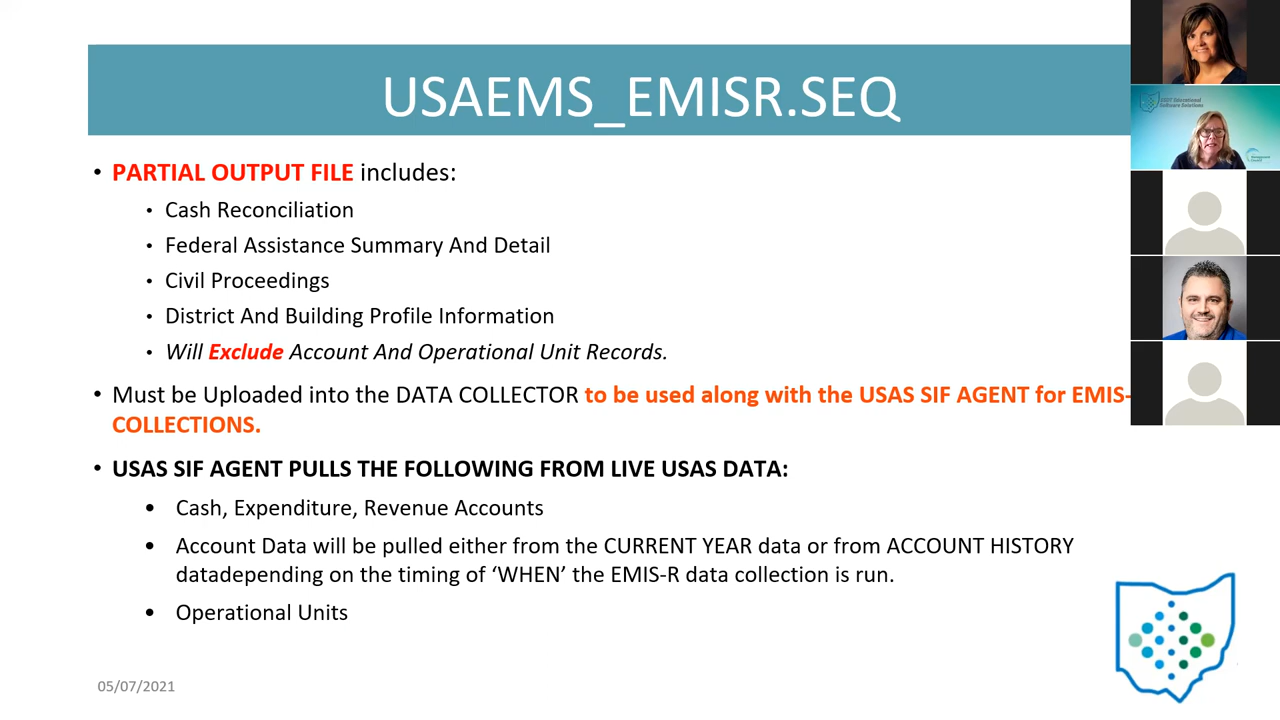 USAEMS_EMISR.SEQ
• PARTIAL OUTPUT FILE includes:
• Cash Reconciliation
• Federal Assistance Summary And Detail
• Civil Proceedings
• District And Building Profile Information
• Will Exclude Account And Operational Unit Records.
• Must be Uploaded into the DATA COLLECTOR to be used along with the USAS SIF AGENT for EMIS-
COLLECTIONS.
• USAS SIF AGENT PULLS THE FOLLOWING FROM LIVE USAS DATA:
• Cash, Expenditure, Revenue Accounts
• Account Data will be pulled either from the CURRENT YEAR data or from ACCOUNT HISTORY
datadepending on the timing of ‘WHEN’ the EMIS-R data collection is run.
• Operational Units
05/07/2021